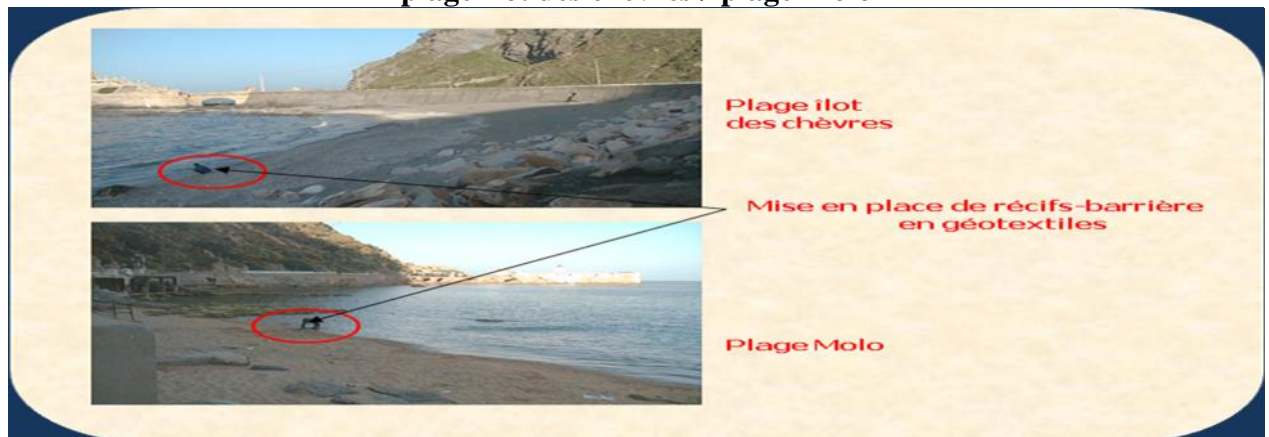 Plage îlot
des chèvres
Mise en place de récifs-barrière
en géotextiles
Plage Molo